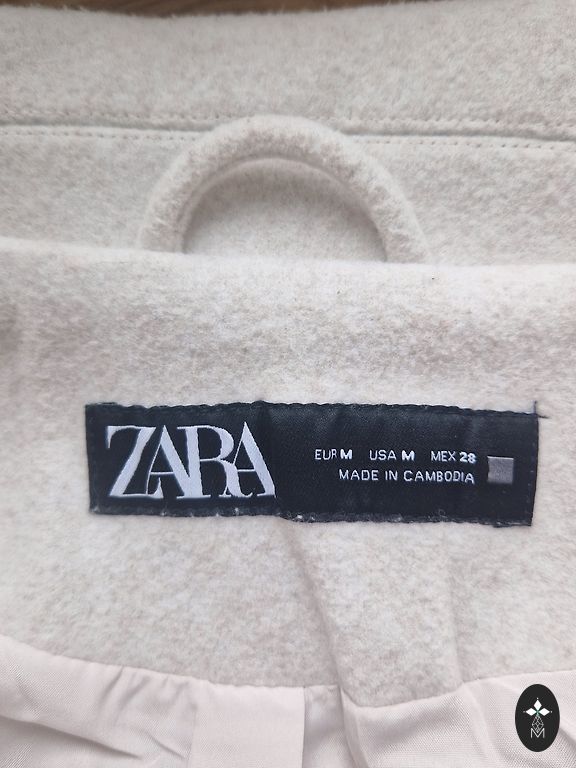 ZARA
EUR M USA M MEX 28
MADE IN CAMBODIA
M